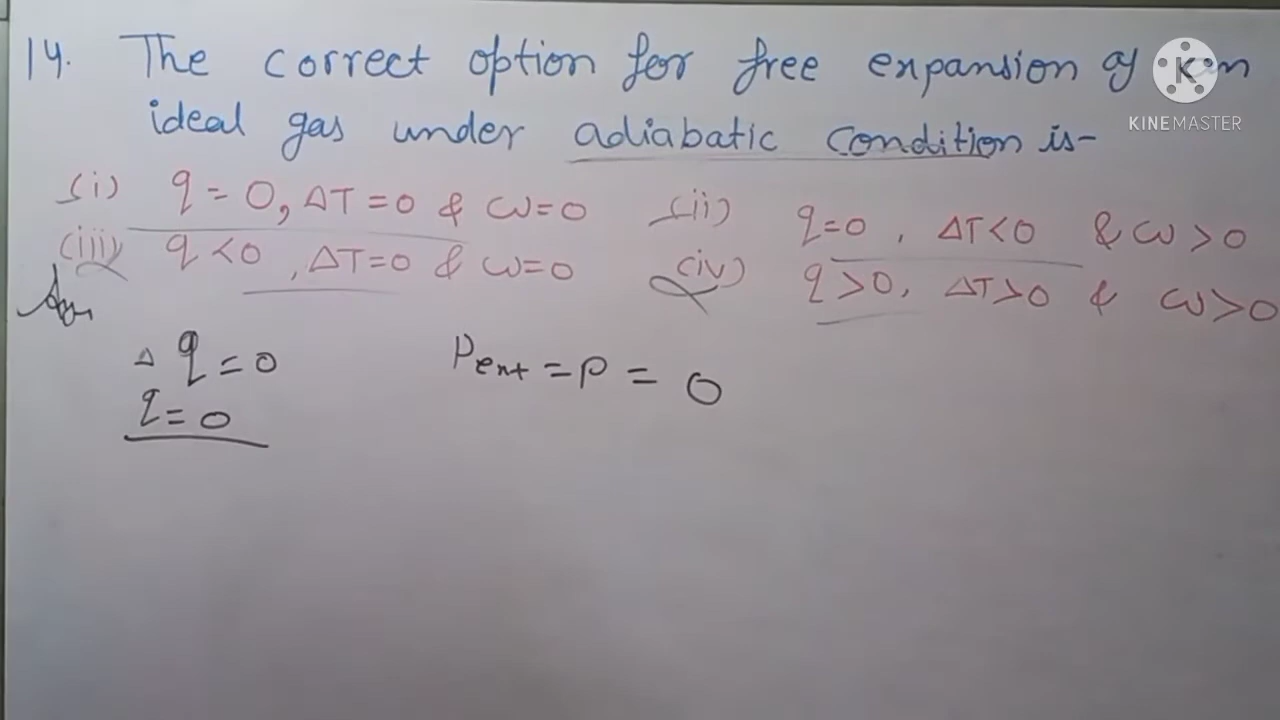 14. The correct option for free expansion of an
K
KINEMASTER
ideal gas under adiabatic condition is-
(i) q = 0, ΔT = 0 & ω = 0 (ii) q=0, ΔT<0 & ω > 0
(iii) q < 0, ΔT=0 & ω = 0 (iv) q > 0, ΔT>0 & ω > 0
Ans
Δ q = 0 Pext = P = 0
q = 0